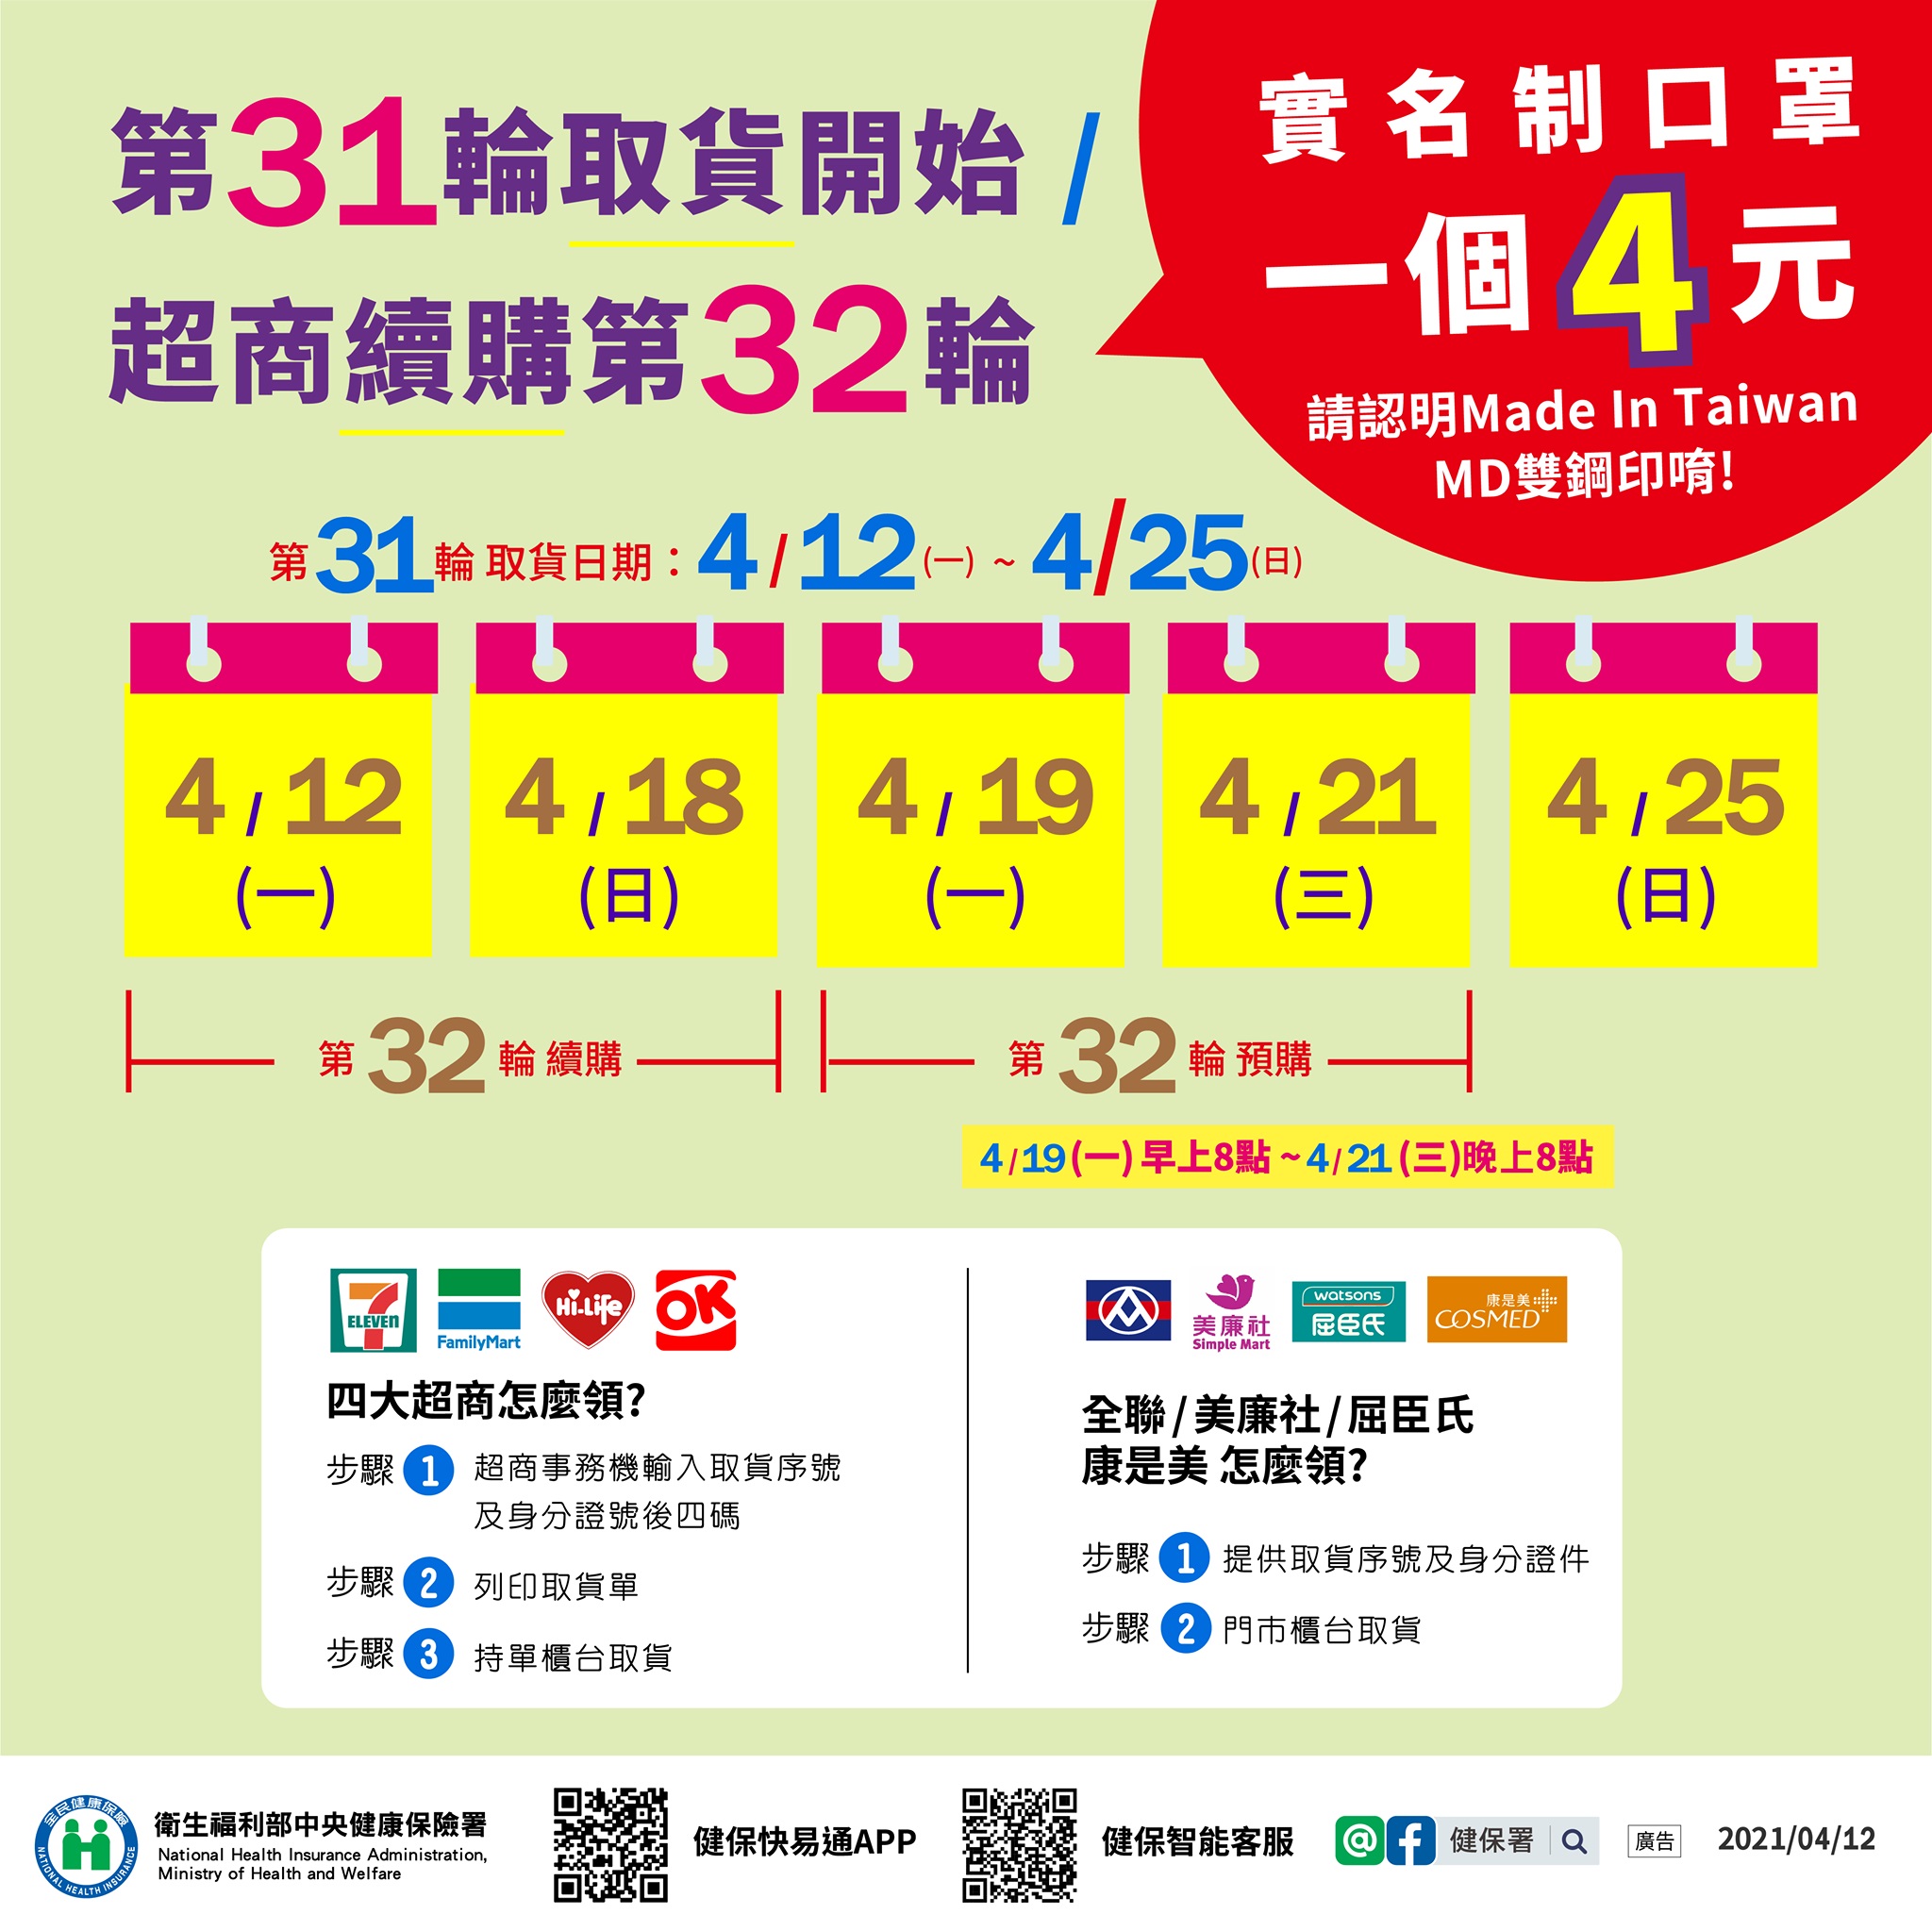 第31輪取貨開始 /
超商續購第32輪
實名制口罩
一個4元
請認明Made In Taiwan
MD雙鋼印唷!
第31輪 取貨日期：4/12(一) ~ 4/25(日)
4/12
(一)
4/18
(日)
4/19
(一)
4/21
(三)
4/25
(日)
第32輪 續購
第32輪 預購
4/19(一)早上8點~4/21(三)晚上8點
7
ELEVEn
FamilyMart
Hi-Life
OK
四大超商怎麼領?
步驟 1 超商事務機輸入取貨序號
及身分證號後四碼
步驟 2 列印取貨單
步驟 3 持單櫃台取貨
美廉社
Simple Mart
watsons
屈臣氏
康是美
COSMED
全聯/美廉社/屈臣氏
康是美 怎麼領?
步驟 1 提供取貨序號及身分證件
步驟 2 門市櫃台取貨
全民健康保險
NATIONAL HEALTH INSURANCE
衛生福利部中央健康保險署
National Health Insurance Administration,
Ministry of Health and Welfare
健保快易通APP
健保智能客服
@ f 健保署
廣告
2021/04/12